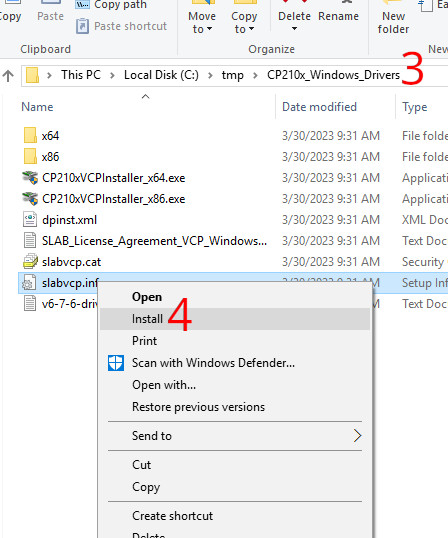 Copy path
Paste shortcut
Move to
Copy to
Delete
Rename
New folder
Clipboard
Organize
This PC > Local Disk (C:) > tmp > CP210x_Windows_Drivers 3
Name Date modified Type
x64 3/30/2023 9:31 AM File folde
x86 3/30/2023 9:31 AM File folde
CP210xVCPInstaller_x64.exe 3/30/2023 9:31 AM Applicati
CP210xVCPInstaller_x86.exe 3/30/2023 9:31 AM Applicati
dpinst.xml 3/30/2023 9:31 AM XML Doc
SLAB_License_Agreement_VCP_Windows... 3/30/2023 9:31 AM Text Doc
slabvcp.cat 3/30/2023 9:31 AM Security
slabvcp.inf 3/30/2023 9:31 AM Setup Inf
v6-7-6-driv Text Doc
Open
Install 4
Print
Scan with Windows Defender...
Open with...
Restore previous versions
Send to
Cut
Copy
Create shortcut
Delete